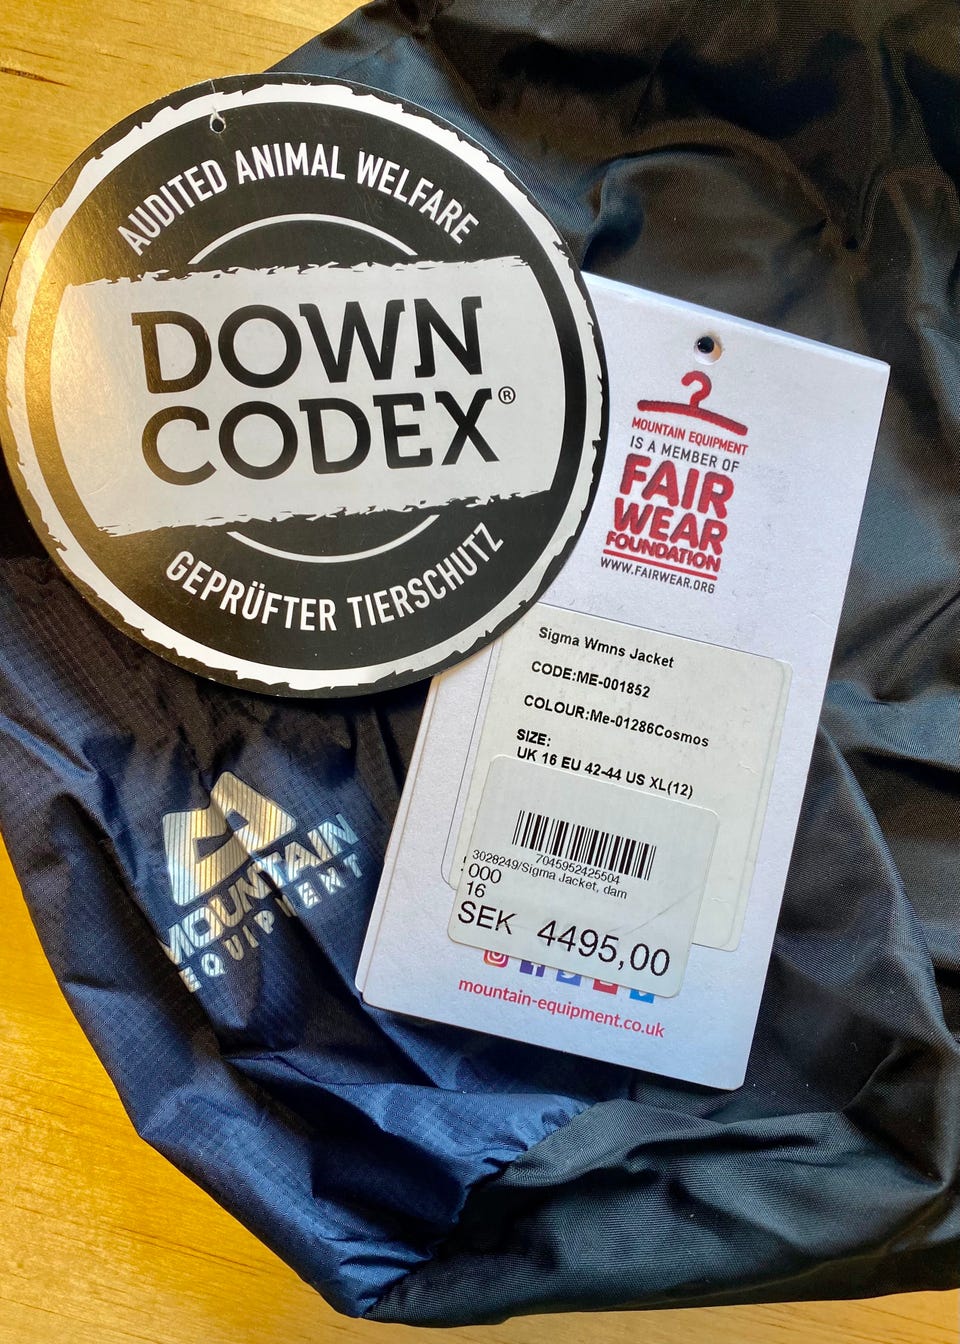 AUDITED ANIMAL WELFARE
DOWN
CODEX®
GEPRÜFTER TIERSCHUTZ
MOUNTAIN EQUIPMENT
IS A MEMBER OF
FAIR
WEAR
FOUNDATION
WWW.FAIRWEAR.ORG
Sigma Wmns Jacket
CODE:ME-001852
COLOUR:Me-01286Cosmos
SIZE:
UK 16 EU 42-44 US XL(12)
7045952425504
3026249/Sigma Jacket, dam
000
16
SEK 4495,00
mountain-equipment.co.uk
MOUNTAIN
EQUIPMENT